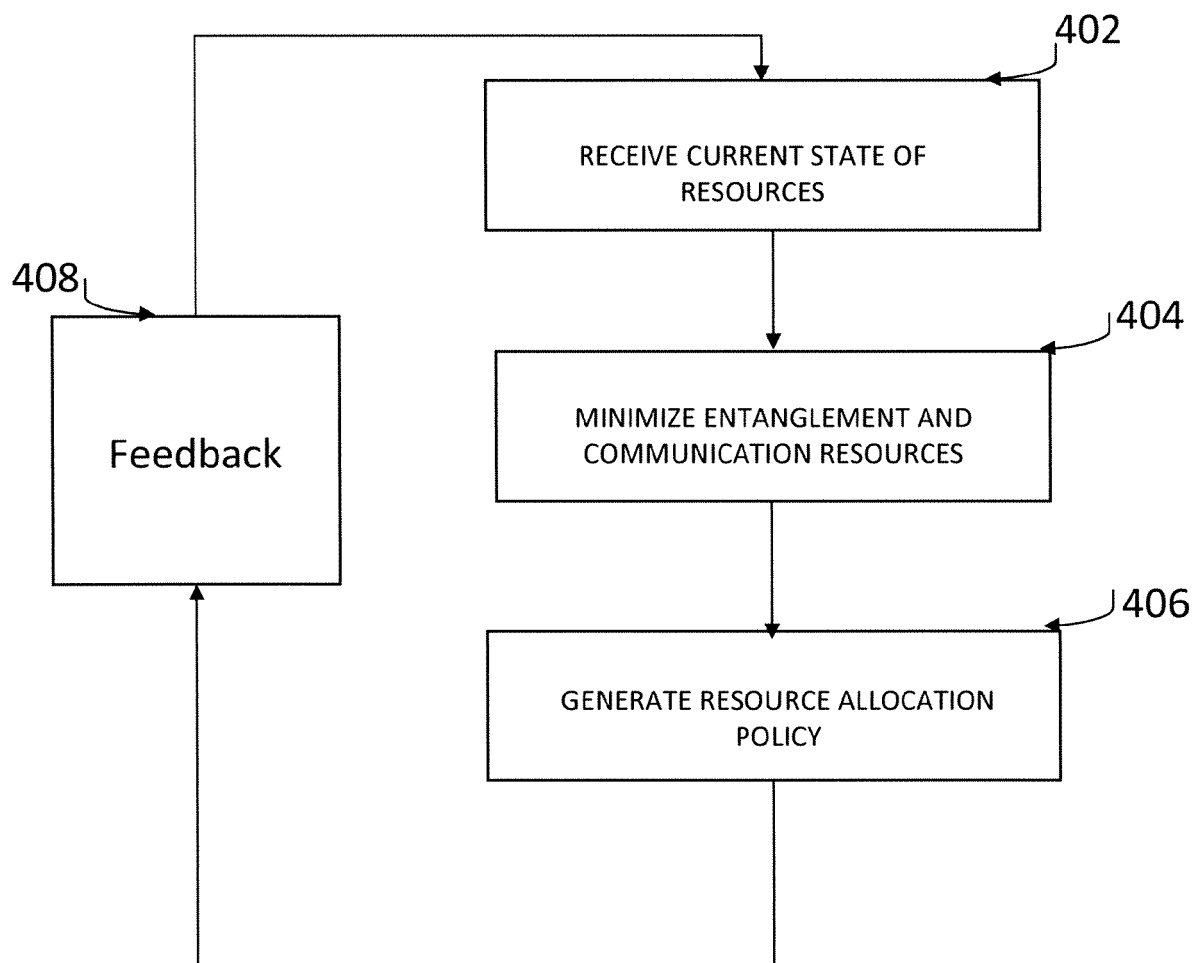 402
RECEIVE CURRENT STATE OF
RESOURCES
408
404
Feedback
MINIMIZE ENTANGLEMENT AND
COMMUNICATION RESOURCES
406
GENERATE RESOURCE ALLOCATION
POLICY